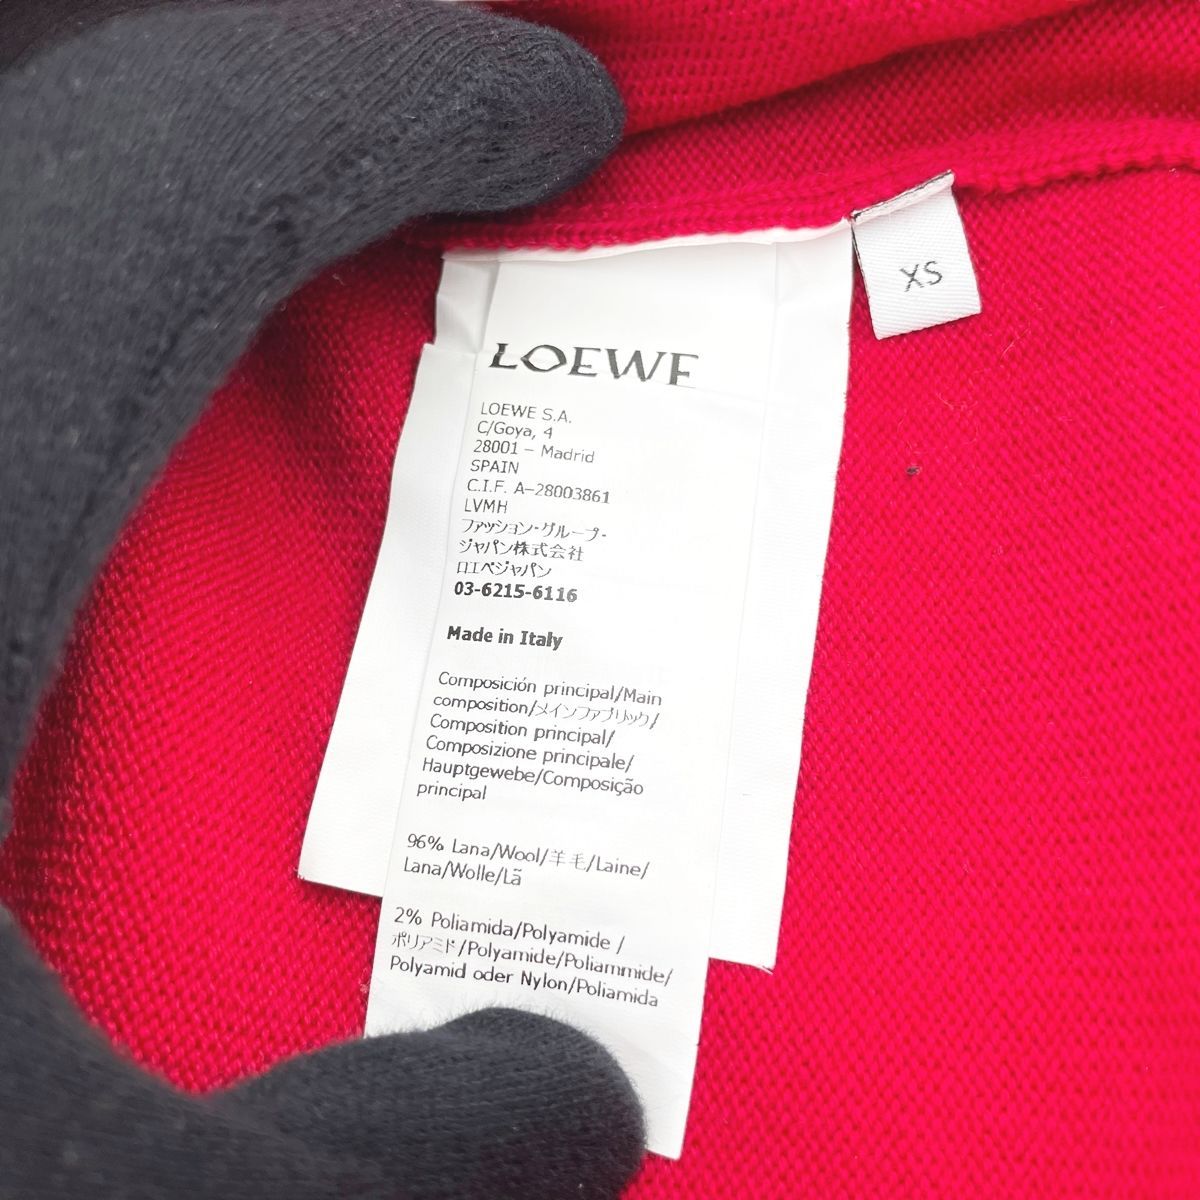 XS
LOEWE
LOEWE S.A.
C/Goya, 4
28001 – Madrid
SPAIN
C.I.F. A–28003861
LVMH
ファッション・グループ・
ジャパン株式会社
ロエベジャパン
03-6215-6116
Made in Italy
Composición principal/Main
composition/メインファブリック/
Composition principal/
Composizione principale/
Hauptgewebe/Composição
principal
96% Lana/Wool/羊毛/Laine/
Lana/Wolle/Lã
2% Poliamida/Polyamide /
ポリアミド/Polyamide/Poliammide/
Polyamid oder Nylon/Poliamida